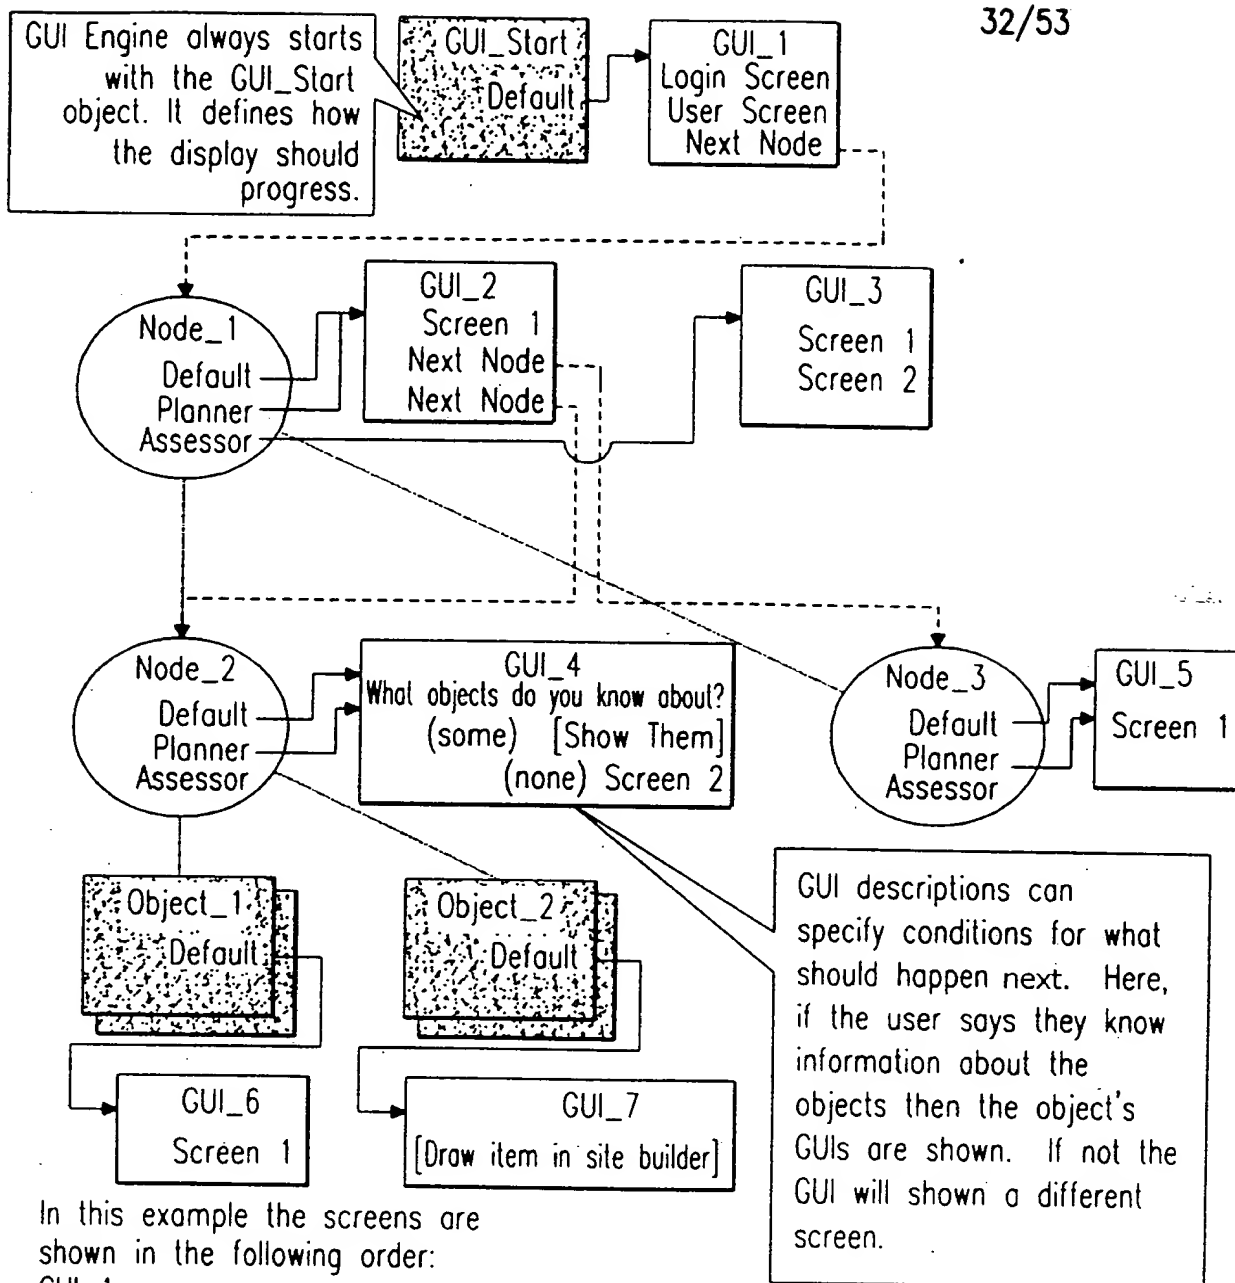 32/53
GUI Engine always starts
with the GUI_Start
object. It defines how
the display should
progress.
GUI_Start
Default
GUI_1
Login Screen
User Screen
Next Node
Node_1
Default
Planner
Assessor
GUI_2
Screen 1
Next Node
Next Node
GUI_3
Screen 1
Screen 2
Node_2
Default
Planner
Assessor
GUI_4
What objects do you know about?
(some) [Show Them]
(none) Screen 2
Node_3
Default
Planner
Assessor
GUI_5
Screen 1
Object_1
Default
Object_2
Default
GUI descriptions can
specify conditions for what
should happen next. Here,
if the user says they know
information about the
objects then the object's
GUIs are shown. If not the
GUI will shown a different
screen.
GUI_6
Screen 1
GUI_7
[Draw item in site builder]
In this example the screens are
shown in the following order: